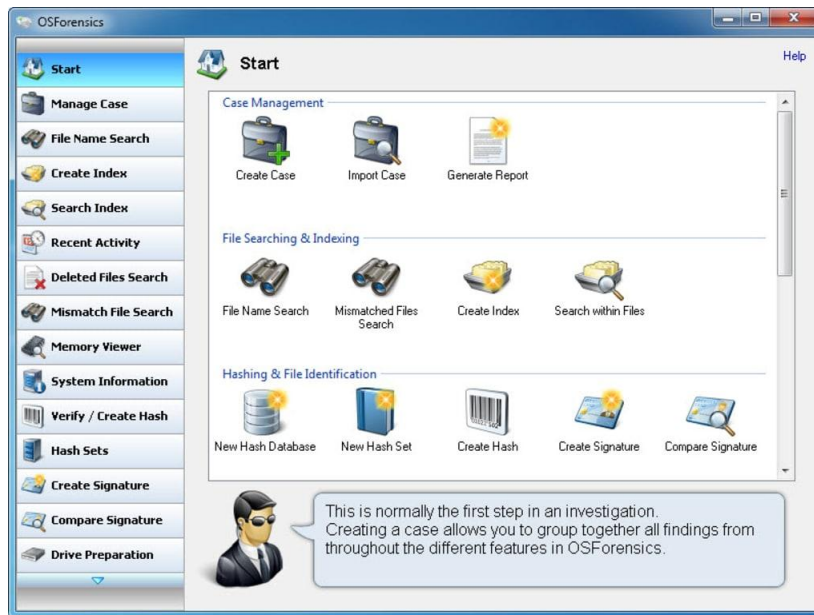 OSForensics
Start
Manage Case
File Name Search
Create Index
Search Index
Recent Activity
Deleted Files Search
Mismatch File Search
Memory Viewer
System Information
Verify / Create Hash
Hash Sets
Create Signature
Compare Signature
Drive Preparation
Start
Help
Case Management
Create Case
Import Case
Generate Report
File Searching & Indexing
File Name Search
Mismatched Files
Search
Create Index
Search within Files
Hashing & File Identification
New Hash Database
New Hash Set
Create Hash
Create Signature
Compare Signature
This is normally the first step in an investigation.
Creating a case allows you to group together all findings from
throughout the different features in OSForensics.